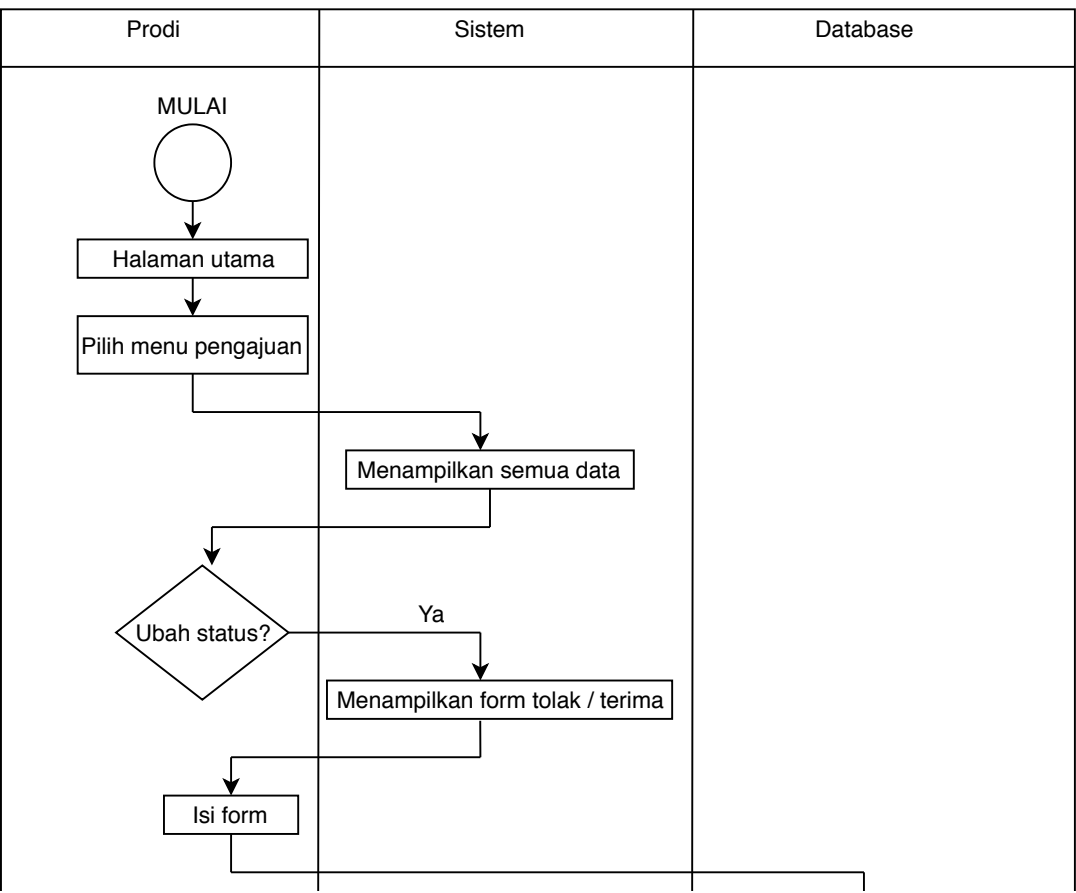 Prodi
Sistem
Database
MULAI
Halaman utama
Pilih menu pengajuan
Menampilkan semua data
Ubah status?
Ya
Menampilkan form tolak / terima
Isi form